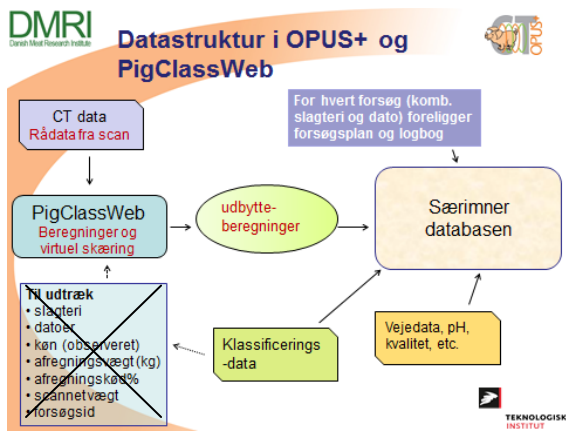 DMRI
Danish Meat Research Institute
Datastruktur i OPUS+ og
PigClassWeb
CT
OPUS
CT data
Rådata fra scan
For hvert forsøg (komb.
slagteri og dato) foreligger
forsøgsplan og logbog
PigClassWeb
Beregninger og
virtuel skæring
udbytte-
beregninger
Særimner
databasen
Til udtræk
• slagteri
• datoer
• køn (observeret)
• afregningsvægt (kg)
• afregningskød%
• scannetvægt
• forsøgsid
Klassificerings
-data
Vejedata, pH,
kvalitet, etc.
TEKNOLOGISK
INSTITUT